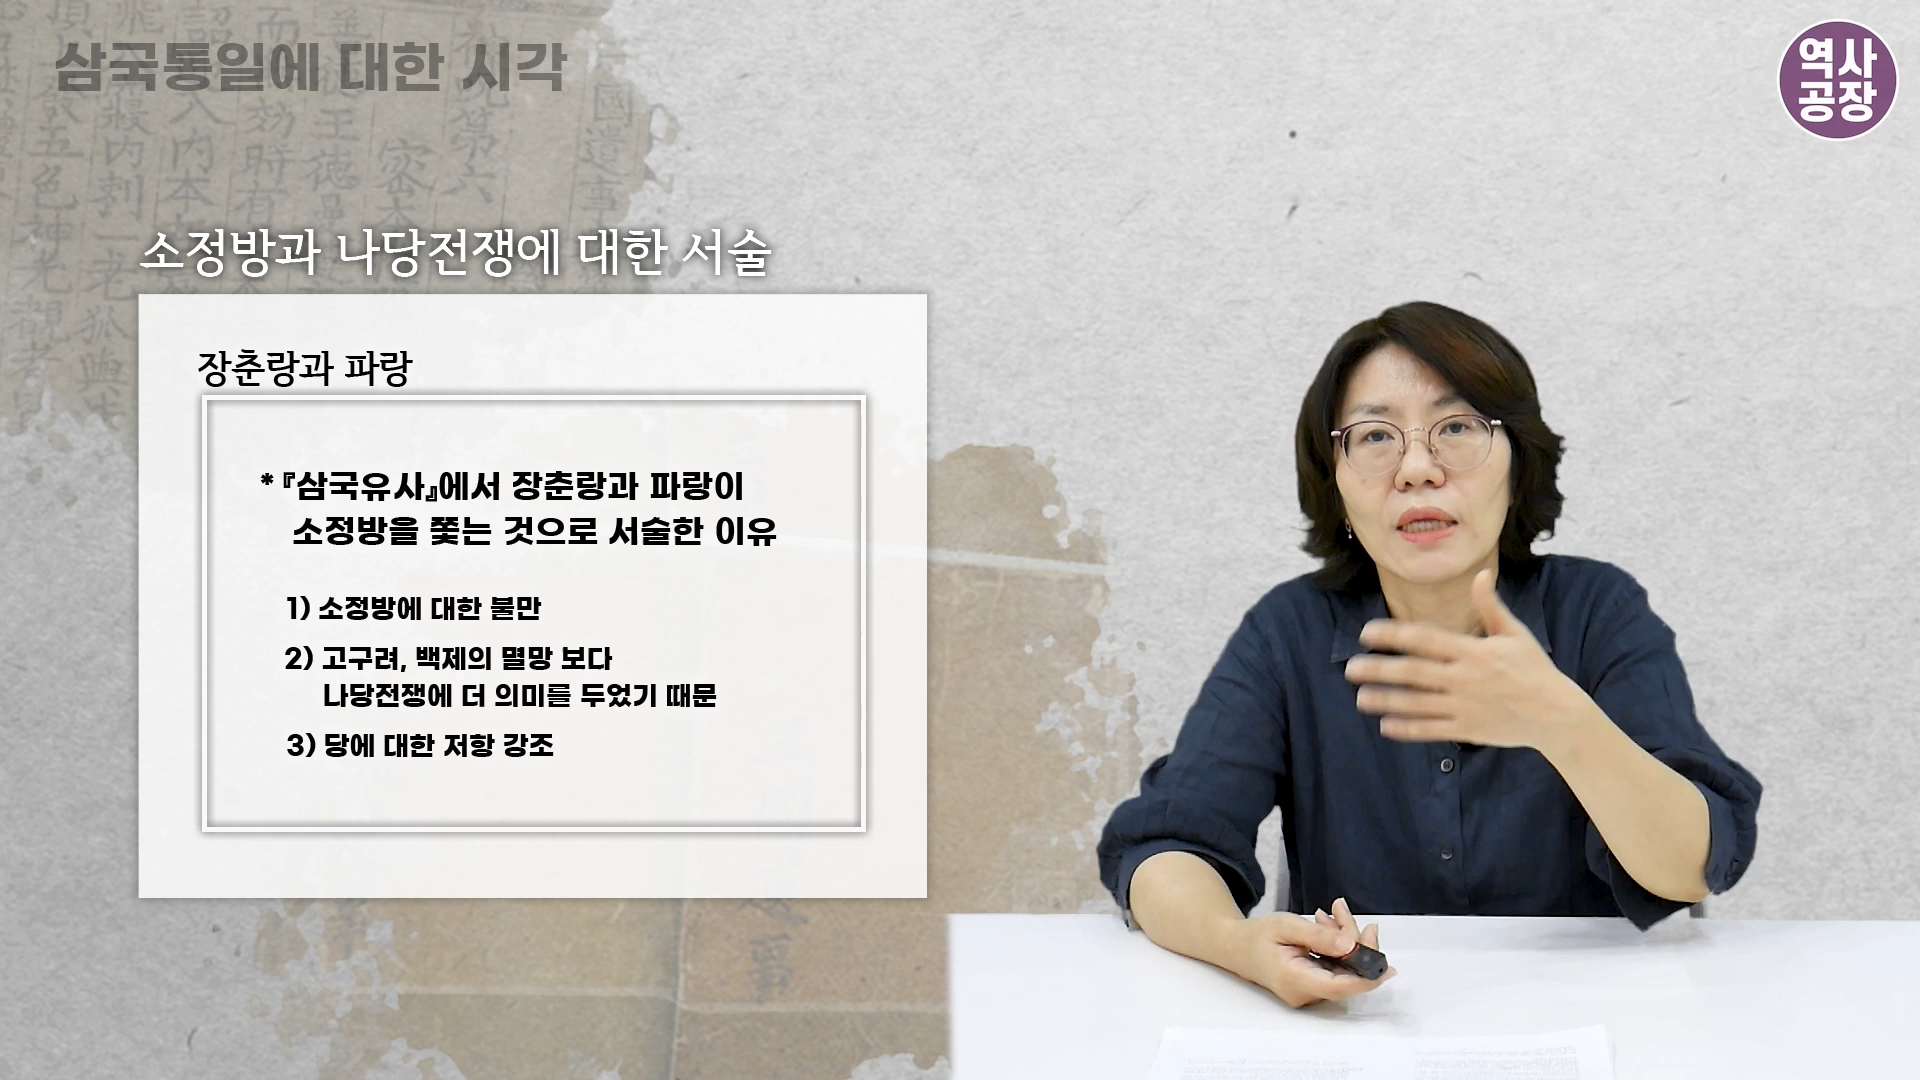 삼국통일에 대한 시각
역사
공장
소정방과 나당전쟁에 대한 서술
장춘랑과 파랑
* 『삼국유사』에서 장춘랑과 파랑이
소정방을 쫓는 것으로 서술한 이유
1) 소정방에 대한 불만
2) 고구려, 백제의 멸망 보다
나당전쟁에 더 의미를 두었기 때문
3) 당에 대한 저항 강조